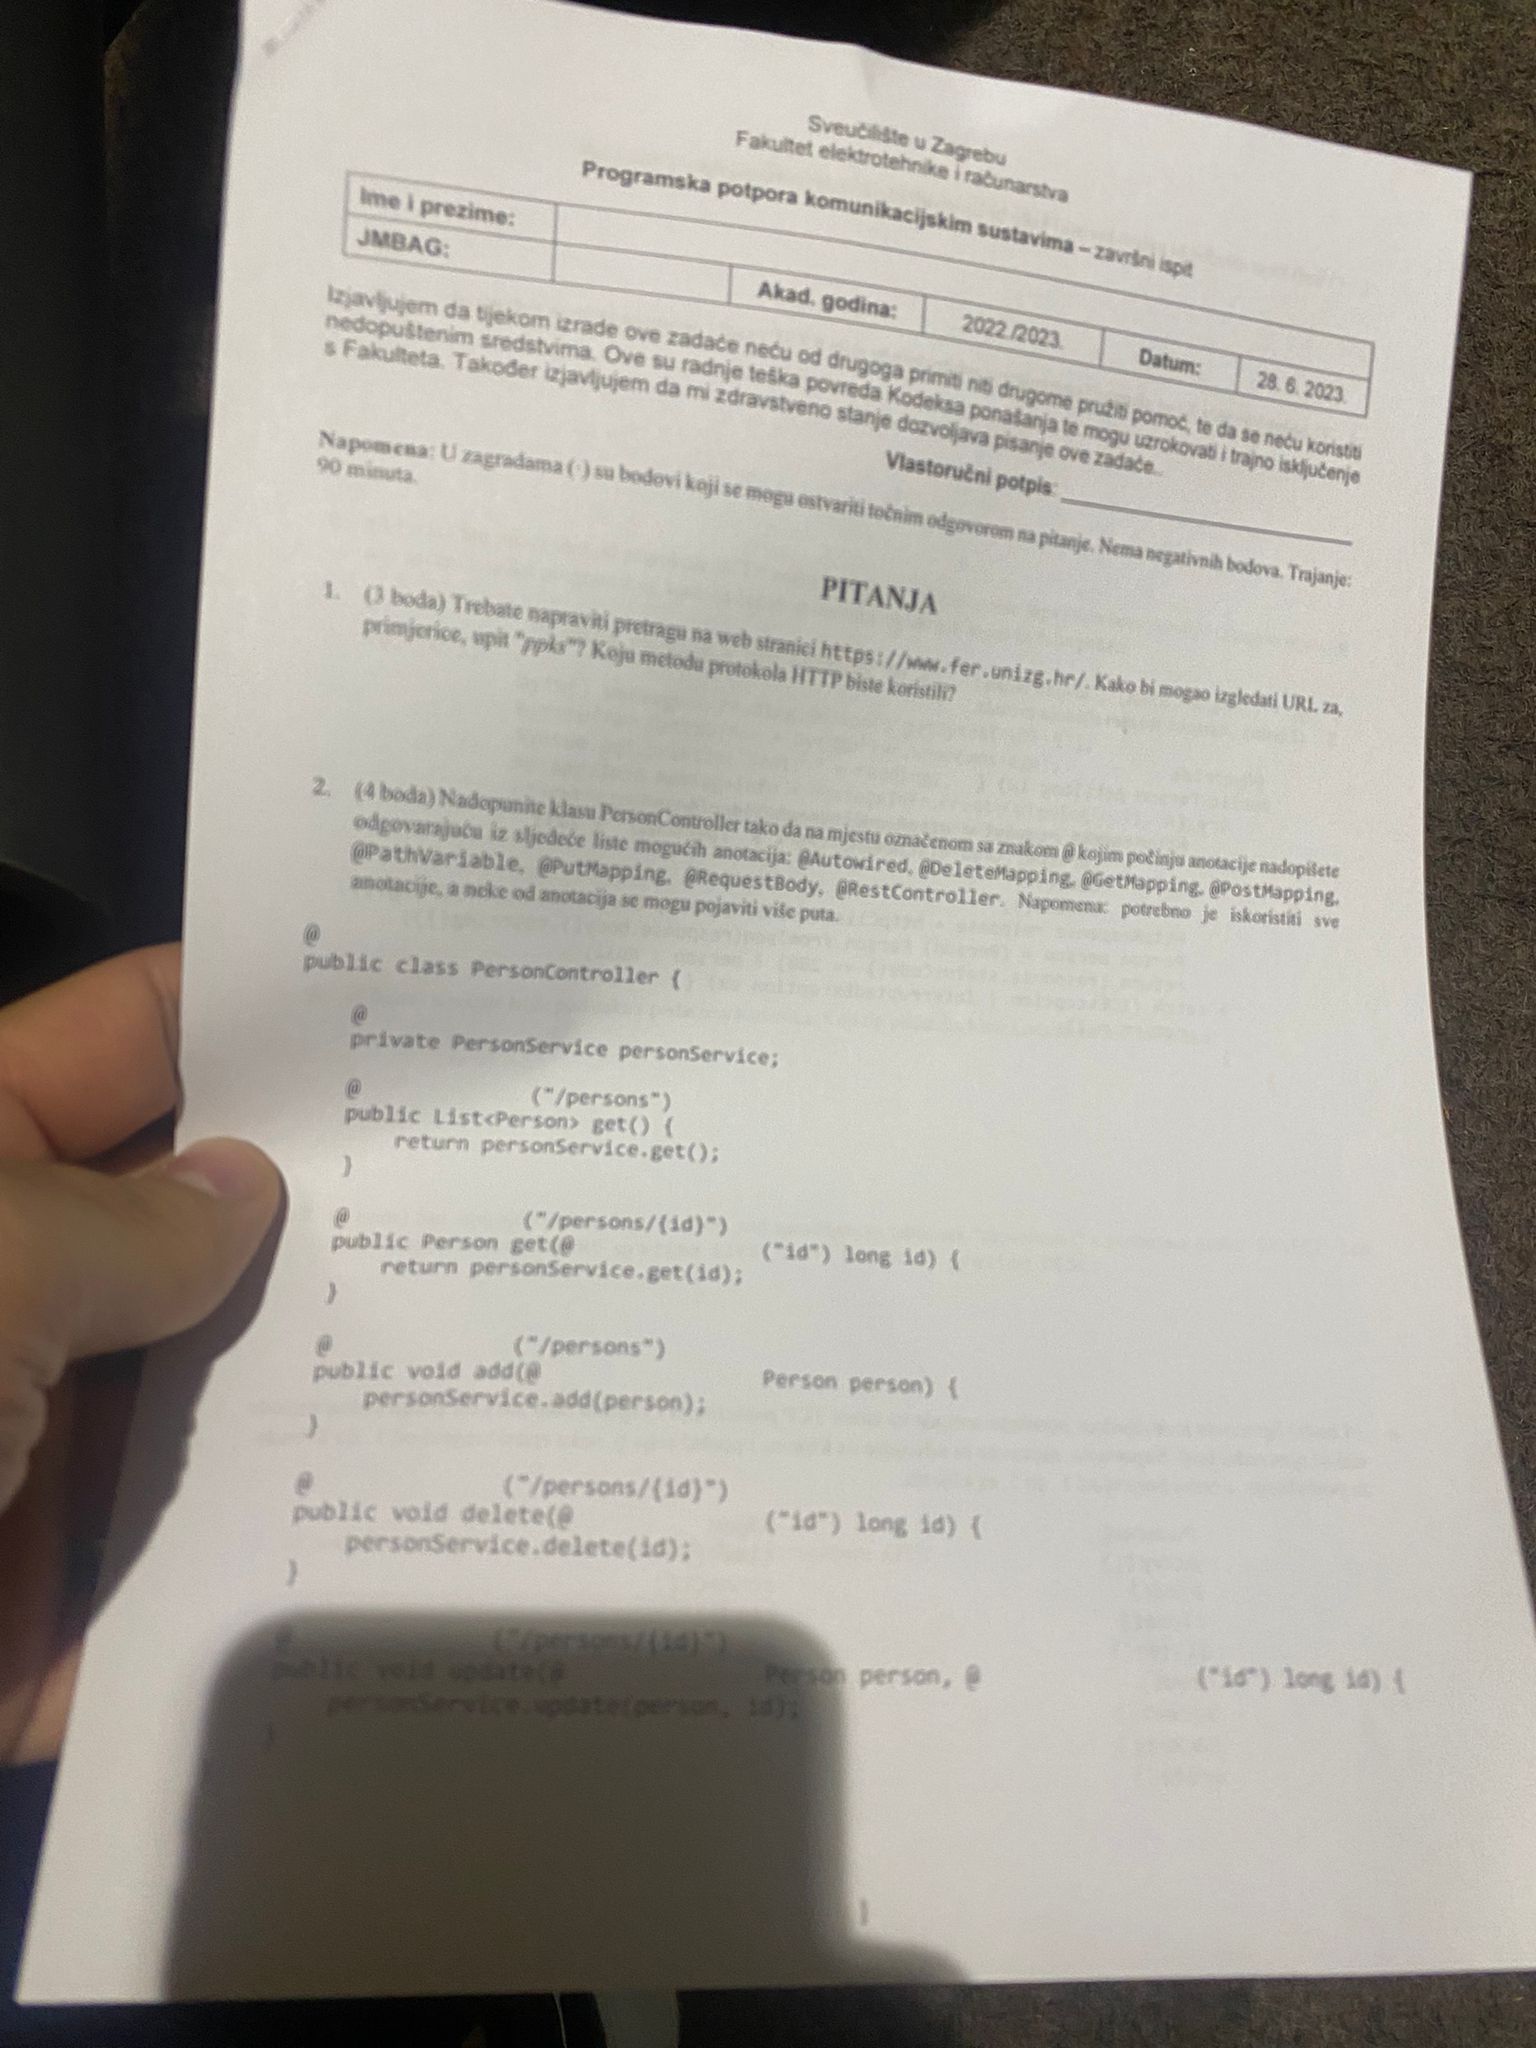 Sveučilište u Zagrebu
Fakultet elektrotehnike i računarstva
Programska potpora komunikacijskim sustavima – završni ispit
Ime i prezime:
JMBAG:
Akad. godina:
2022./2023.
Datum:
28. 6. 2023.
Izjavljujem da tijekom izrade ove zadaće neću od drugoga primiti niti drugome pružiti pomoć, te da se neću koristiti
nedopuštenim sredstvima. Ove su radnje teška povreda Kodeksa ponašanja te mogu uzrokovati i trajno isključenje
s Fakulteta. Također izjavljujem da mi zdravstveno stanje dozvoljava pisanje ove zadaće..
Vlastoručni potpis:
Napomena: U zagradama (·) su bodovi koji se mogu ostvariti točnim odgovorom na pitanje. Nema negativnih bodova. Trajanje:
90 minuta.
PITANJA
1. (3 boda) Trebate napraviti pretragu na web stranici https://www.fer.unizg.hr/. Kako bi mogao izgledati URL za,
primjerice, upit "ppks"? Koju metodu protokola HTTP biste koristili?
2. (4 boda) Nadopunite klasu PersonController tako da na mjestu označenom sa znakom @ kojim počinju anotacije nadopišete
odgovarajuću iz sljedeće liste mogućih anotacija: @Autowired, @DeleteMapping, @GetMapping, @PostMapping,
@PathVariable, @PutMapping, @RequestBody, @RestController. Napomena: potrebno je iskoristiti sve
anotacije, a neke od anotacija se mogu pojaviti više puta.
@
public class PersonController {
@
private PersonService personService;
@ ("/persons")
public List<Person> get() {
return personService.get();
}
@ ("/persons/{id}")
public Person get(@ ("id") long id) {
return personService.get(id);
}
@ ("/persons")
public void add(@ Person person) {
personService.add(person);
}
@ ("/persons/{id}")
public void delete(@ ("id") long id) {
personService.delete(id);
}
@ ("/persons/{id}")
public void update(@ Person person, @ ("id") long id) {
personService.update(person, id);
}
}